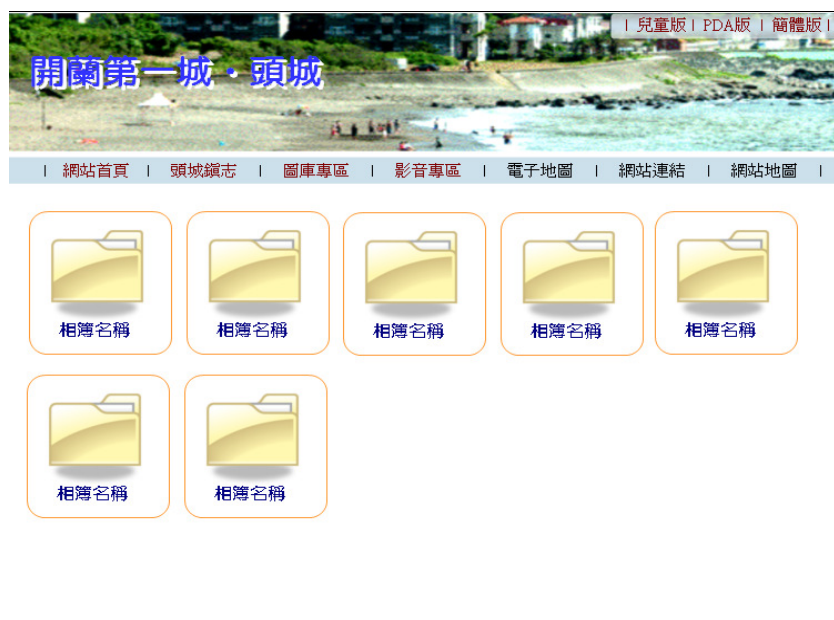 | 兒童版 | PDA版 | 簡體版 |
開蘭第一城・頭城
| 網站首頁 | 頭城鎮志 | 圖庫專區 | 影音專區 | 電子地圖 | 網站連結 | 網站地圖 |
相簿名稱 相簿名稱 相簿名稱 相簿名稱 相簿名稱
相簿名稱 相簿名稱